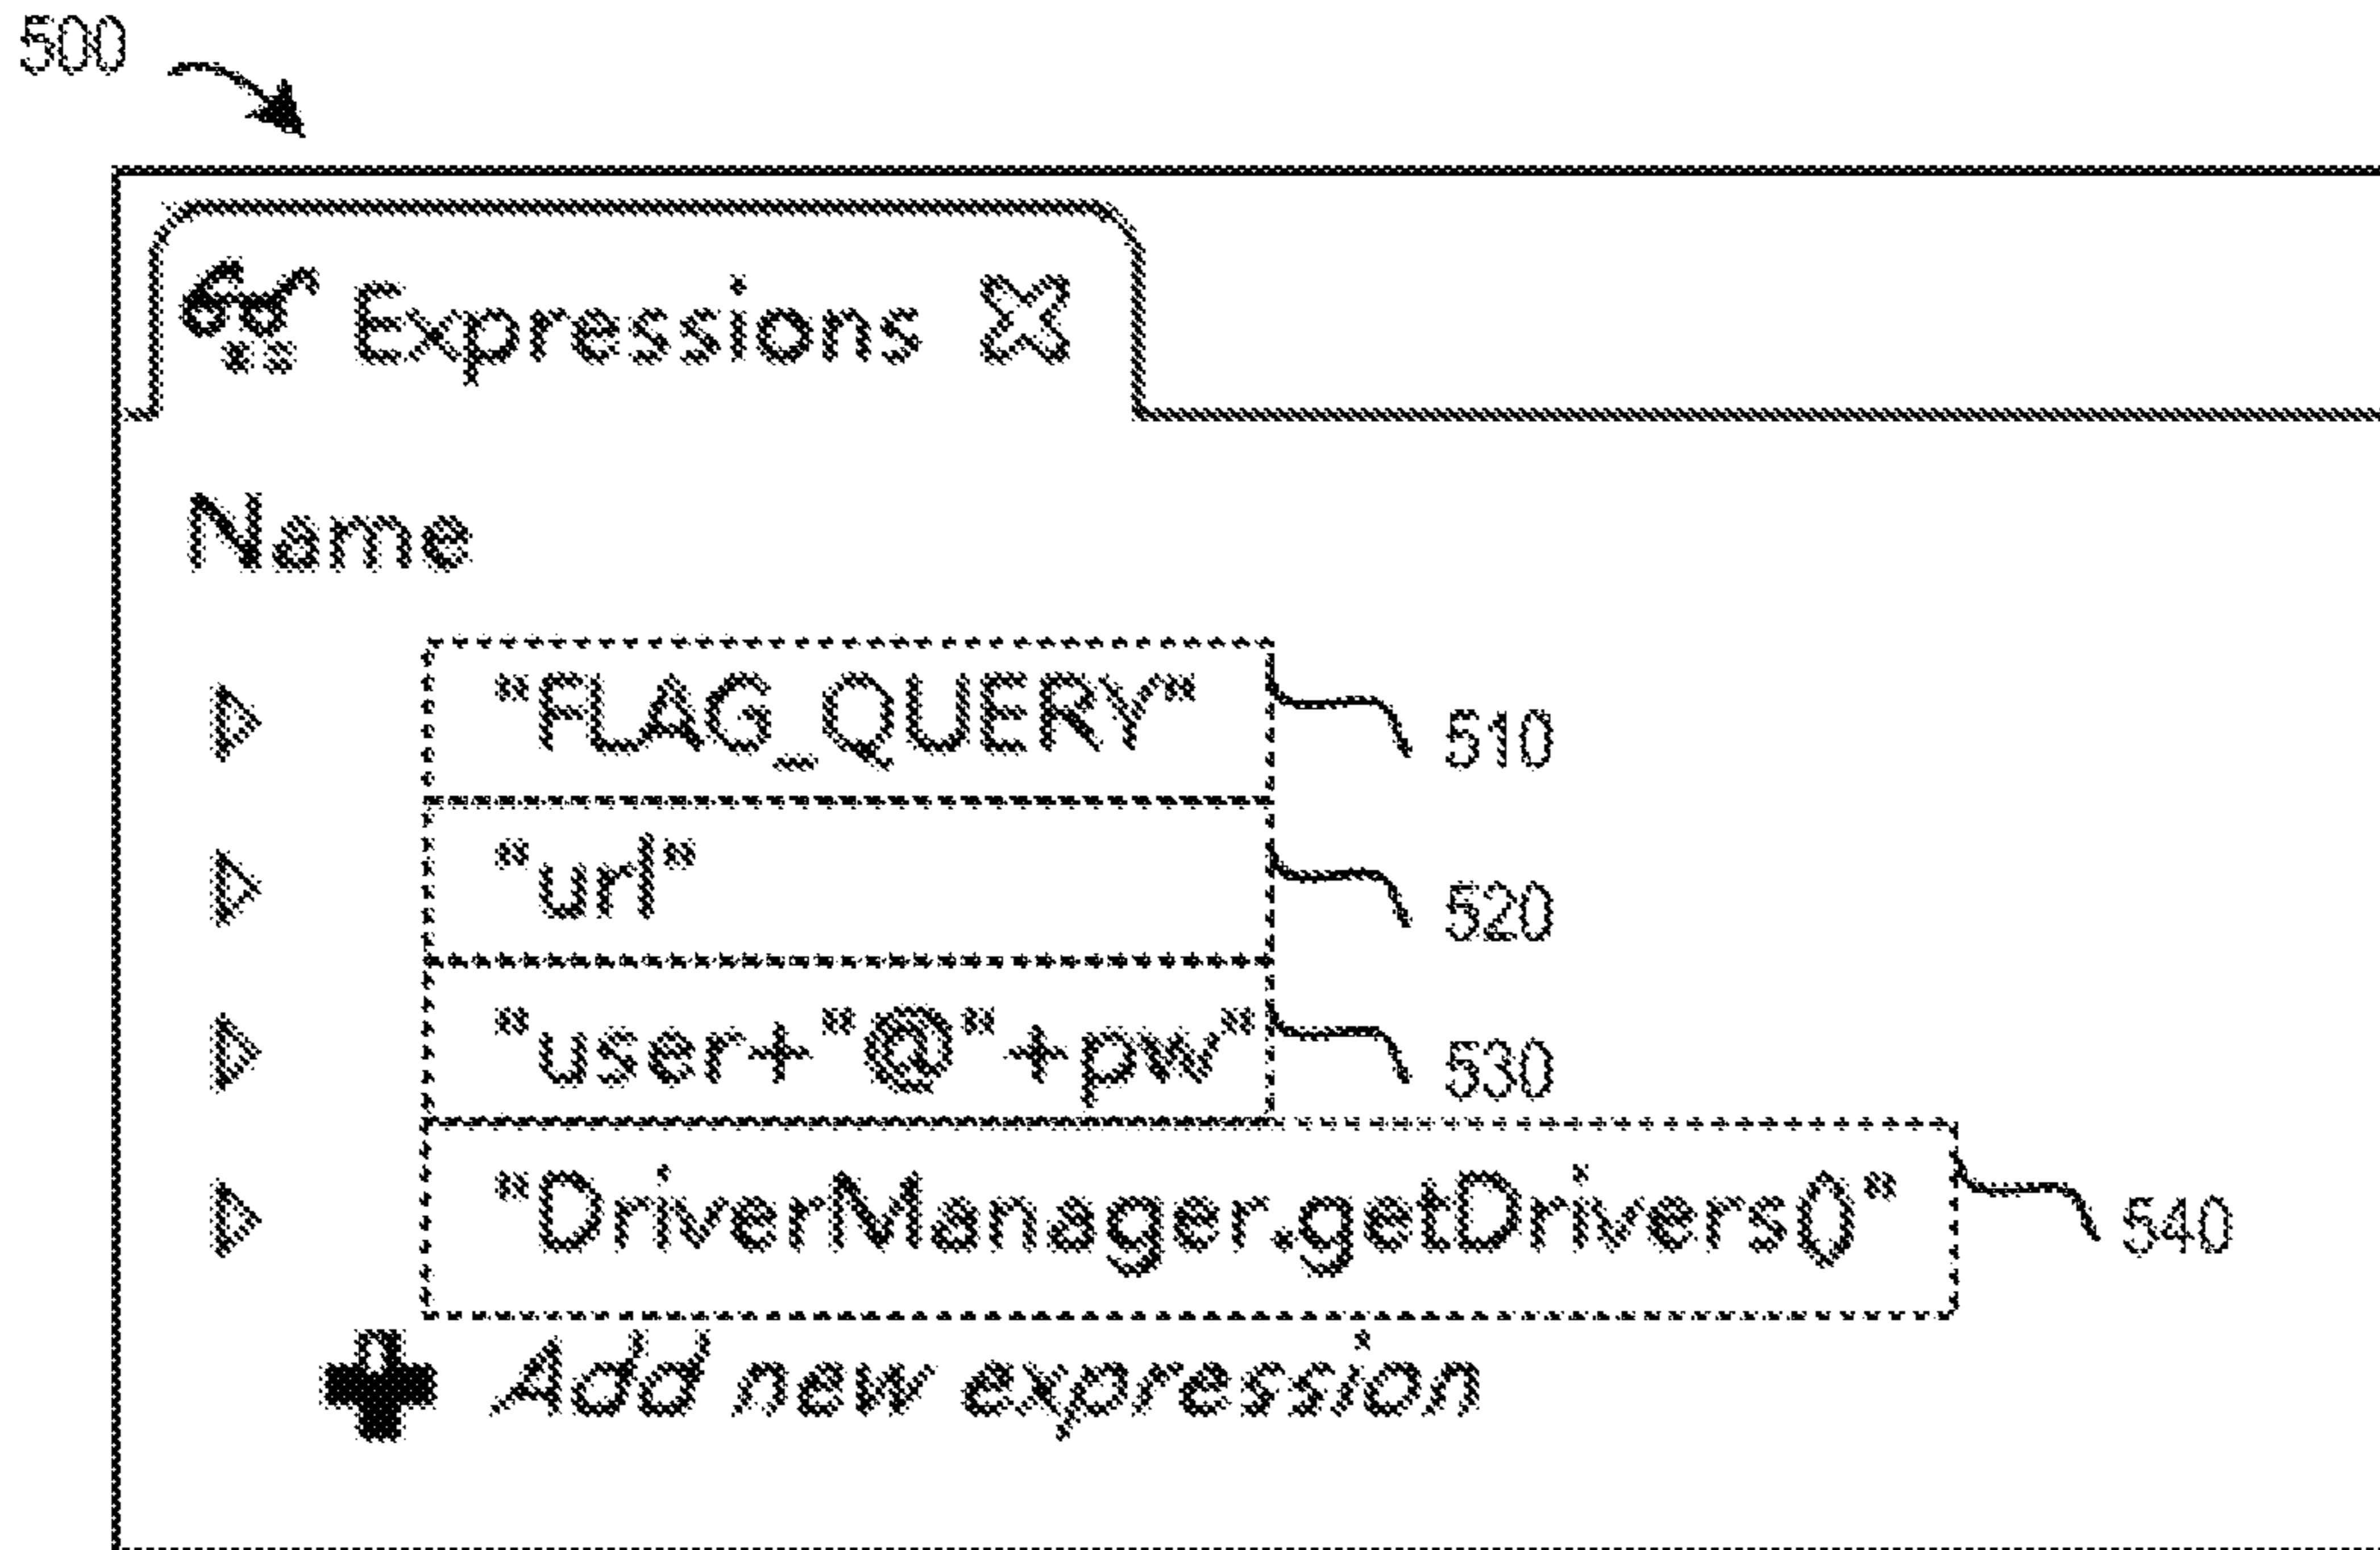 500
Expressions
Name
"FLAG_QUERY" 510
"url" 520
"user+"@"+pw" 530
"DriverManager.getDrivers()" 540
Add new expression